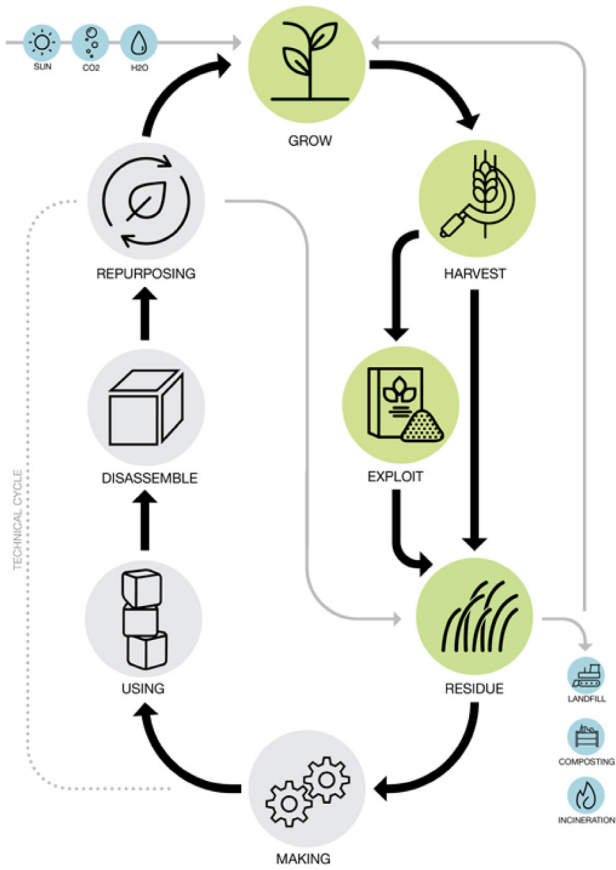 SUN
CO2
H2O
GROW
REPURPOSING
HARVEST
DISASSEMBLE
EXPLOIT
TECHNICAL CYCLE
USING
RESIDUE
LANDFILL
COMPOSTING
INCINERATION
MAKING